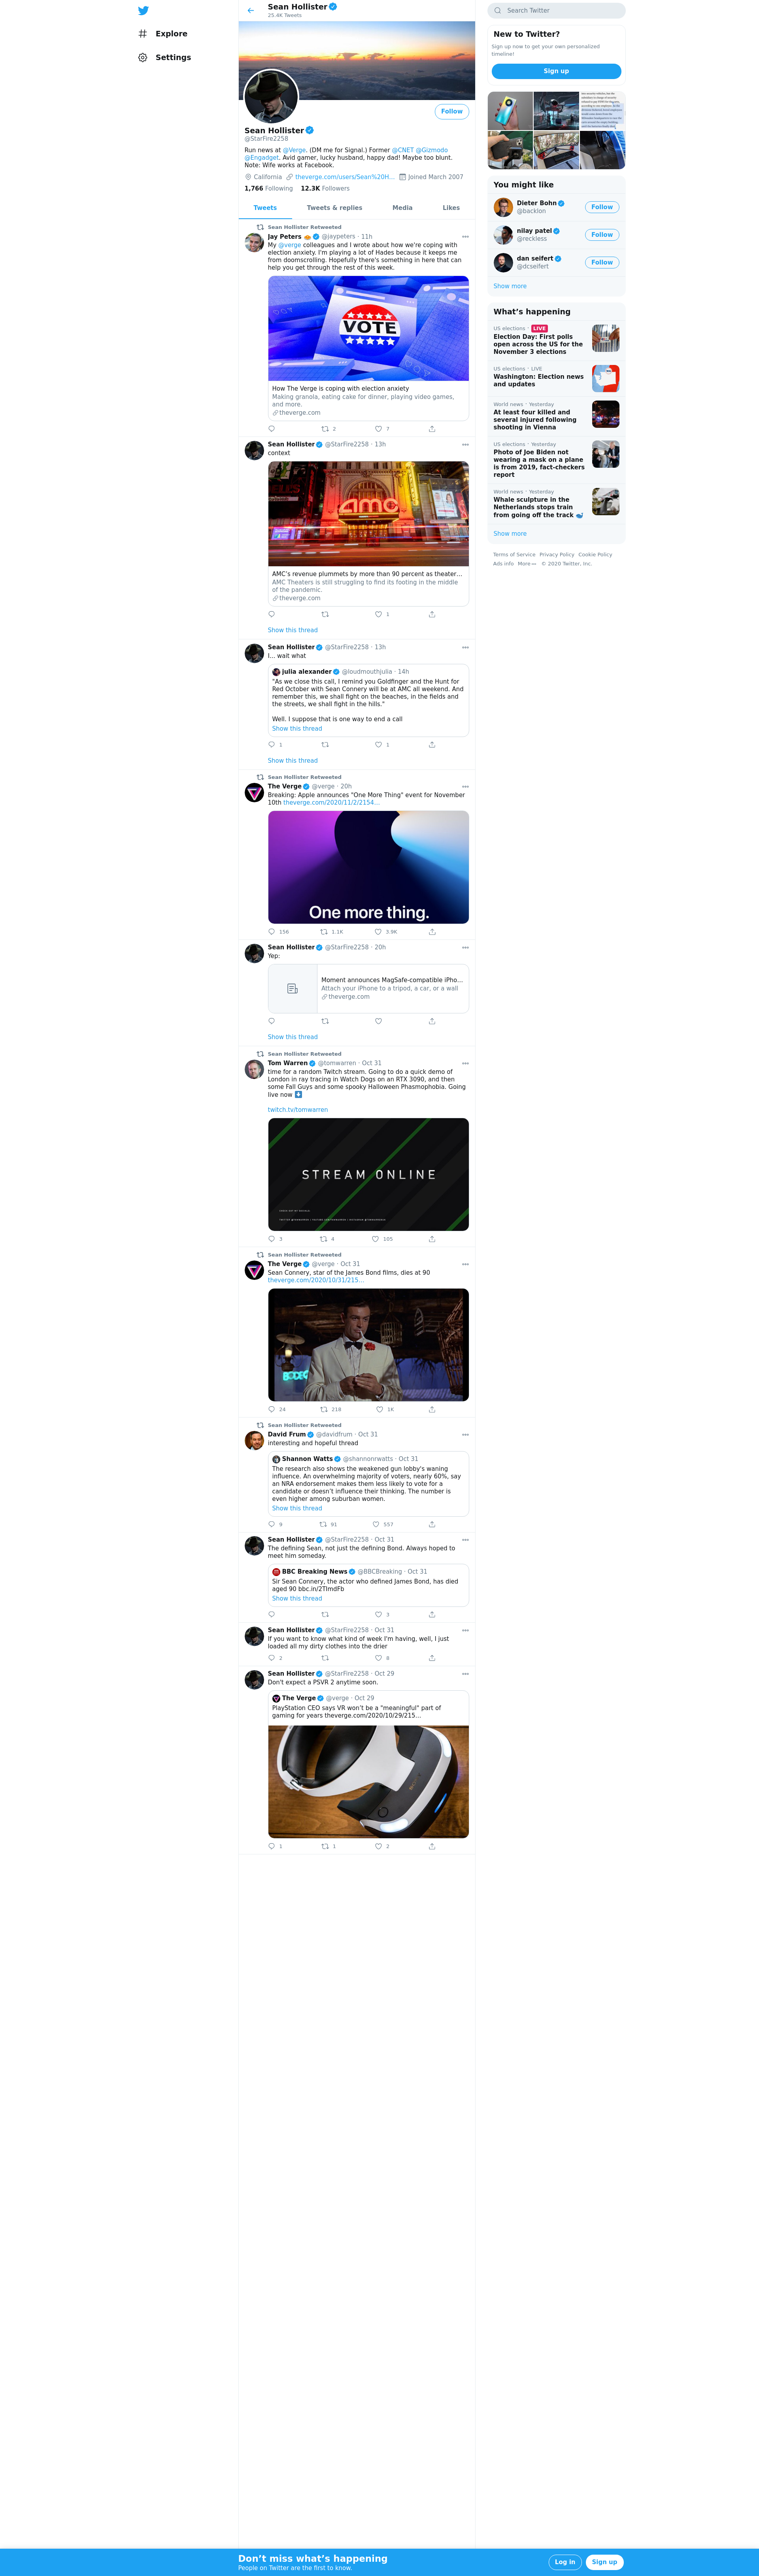 Explore
Settings
Sean Hollister
25.4K Tweets
Follow
Sean Hollister
@StarFire2258
Run news at @Verge. (DM me for Signal.) Former @CNET @Gizmodo
@Engadget. Avid gamer, lucky husband, happy dad! Maybe too blunt.
Note: Wife works at Facebook.
California theverge.com/users/Sean%20H... Joined March 2007
1,766 Following 12.3K Followers
Tweets Tweets & replies Media Likes
Sean Hollister Retweeted
Jay Peters @jaypeters · 11h
My @verge colleagues and I wrote about how we're coping with
election anxiety. I'm playing a lot of Hades because it keeps me
from doomscrolling. Hopefully there's something in here that can
help you get through the rest of this week.
VOTE
How The Verge is coping with election anxiety
Making granola, eating cake for dinner, playing video games,
and more.
theverge.com
2 7
Sean Hollister @StarFire2258 · 13h
context
amc
AMC's revenue plummets by more than 90 percent as theater...
AMC Theaters is still struggling to find its footing in the middle
of the pandemic.
theverge.com
1
Show this thread
Sean Hollister @StarFire2258 · 13h
I... wait what
julia alexander @loudmouthjulia · 14h
"As we close this call, I remind you Goldfinger and the Hunt for
Red October with Sean Connery will be at AMC all weekend. And
remember this, we shall fight on the beaches, in the fields and
the streets, we shall fight in the hills."
Well. I suppose that is one way to end a call
Show this thread
1 1
Show this thread
Sean Hollister Retweeted
The Verge @verge · 20h
Breaking: Apple announces "One More Thing" event for November
10th theverge.com/2020/11/2/2154...
One more thing.
156 1.1K 3.9K
Sean Hollister @StarFire2258 · 20h
Yep:
Moment announces MagSafe-compatible iPho...
Attach your iPhone to a tripod, a car, or a wall
theverge.com
Show this thread
Sean Hollister Retweeted
Tom Warren @tomwarren · Oct 31
time for a random Twitch stream. Going to do a quick demo of
London in ray tracing in Watch Dogs on an RTX 3090, and then
some Fall Guys and some spooky Halloween Phasmophobia. Going
live now
twitch.tv/tomwarren
STREAM ONLINE
3 4 105
Sean Hollister Retweeted
The Verge @verge · Oct 31
Sean Connery, star of the James Bond films, dies at 90
theverge.com/2020/10/31/215...
24 218 1K
Sean Hollister Retweeted
David Frum @davidfrum · Oct 31
interesting and hopeful thread
Shannon Watts @shannonrwatts · Oct 31
The research also shows the weakened gun lobby's waning
influence. An overwhelming majority of voters, nearly 60%, say
an NRA endorsement makes them less likely to vote for a
candidate or doesn't influence their thinking. The number is
even higher among suburban women.
Show this thread
9 91 557
Sean Hollister @StarFire2258 · Oct 31
The defining Sean, not just the defining Bond. Always hoped to
meet him someday.
BBC Breaking News @BBCBreaking · Oct 31
Sir Sean Connery, the actor who defined James Bond, has died
aged 90 bbc.in/2TImdFb
Show this thread
3
Sean Hollister @StarFire2258 · Oct 31
If you want to know what kind of week I'm having, well, I just
loaded all my dirty clothes into the drier
2 8
Sean Hollister @StarFire2258 · Oct 29
Don't expect a PSVR 2 anytime soon.
The Verge @verge · Oct 29
PlayStation CEO says VR won't be a "meaningful" part of
gaming for years theverge.com/2020/10/29/215...
1 1 2
Search Twitter
New to Twitter?
Sign up now to get your own personalized
timeline!
Sign up
You might like
Dieter Bohn
@backlon
Follow
nilay patel
@reckless
Follow
dan seifert
@dcseifert
Follow
Show more
What's happening
US elections · LIVE
Election Day: First polls
open across the US for the
November 3 elections
US elections · LIVE
Washington: Election news
and updates
World news · Yesterday
At least four killed and
several injured following
shooting in Vienna
US elections · Yesterday
Photo of Joe Biden not
wearing a mask on a plane
is from 2019, fact-checkers
report
World news · Yesterday
Whale sculpture in the
Netherlands stops train
from going off the track
Show more
Terms of Service Privacy Policy Cookie Policy
Ads info More © 2020 Twitter, Inc.
Don't miss what's happening
People on Twitter are the first to know.
Log in Sign up